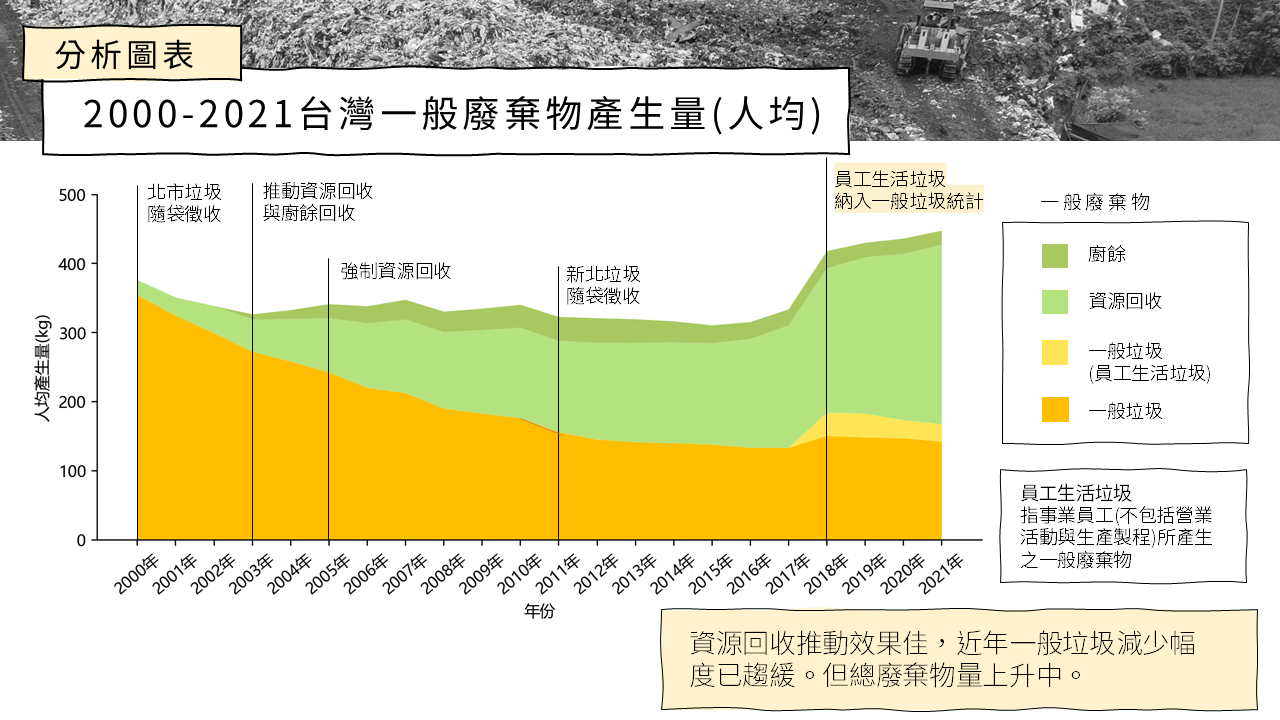 分析圖表
2000-2021台灣一般廢棄物產生量(人均)
北市垃圾
隨袋徵收
推動資源回收
與廚餘回收
強制資源回收
新北垃圾
隨袋徵收
員工生活垃圾
納入一般垃圾統計
500
400
300
200
100
0
人均產生量(kg)
2000年
2001年
2002年
2003年
2004年
2005年
2006年
2007年
2008年
2009年
2010年
2011年
2012年
2013年
2014年
2015年
2016年
2017年
2018年
2019年
2020年
2021年
年份
一般廢棄物
廚餘
資源回收
一般垃圾
(員工生活垃圾)
一般垃圾
員工生活垃圾
指事業員工(不包括營業
活動與生產製程)所產生
之一般廢棄物
資源回收推動效果佳，近年一般垃圾減少幅
度已趨緩。但總廢棄物量上升中。